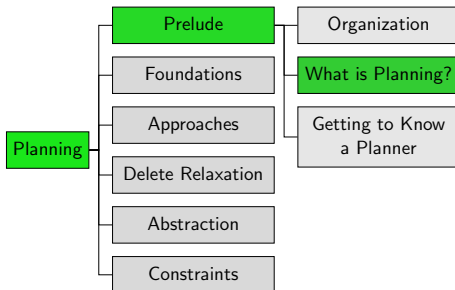 Planning
Prelude
Foundations
Approaches
Delete Relaxation
Abstraction
Constraints
Organization
What is Planning?
Getting to Know
a Planner